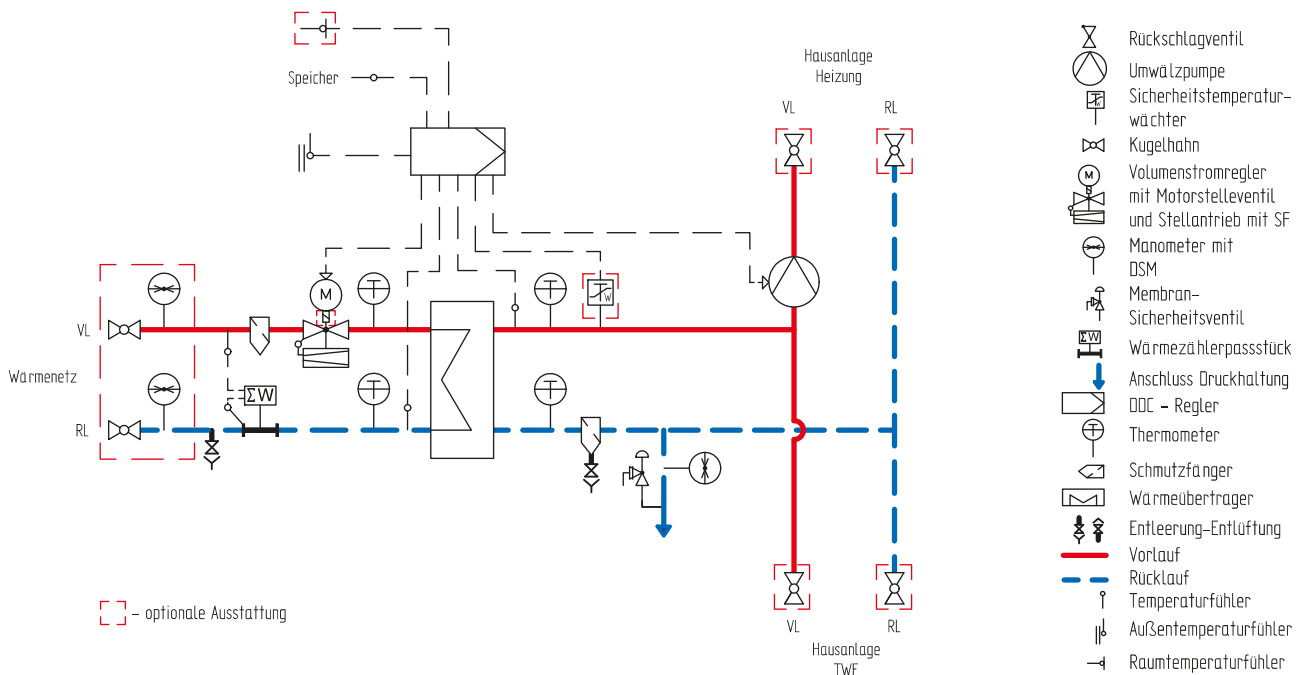 Speicher
Hausanlage
Heizung
VL
RL
M
T
T
T
W
VL
Wärmenetz
RL
ΣW
T
T
VL
RL
Hausanlage
TWF
– optionale Ausstattung
Rückschlagventil
Umwälzpumpe
T
W
Sicherheitstemperatur–
wächter
Kugelhahn
M
Volumenstromregler
mit Motorstelleventil
und Stellantrieb mit SF
Manometer mit
DSM
Membran–
Sicherheitsventil
ΣW
Wärmezählerpassstück
Anschluss Druckhaltung
DDC – Regler
T
Thermometer
Schmutzfänger
Wärmeübertrager
Entleerung–Entlüftung
Vorlauf
Rücklauf
Temperaturfühler
Außentemperaturfühler
Raumtemperaturfühler